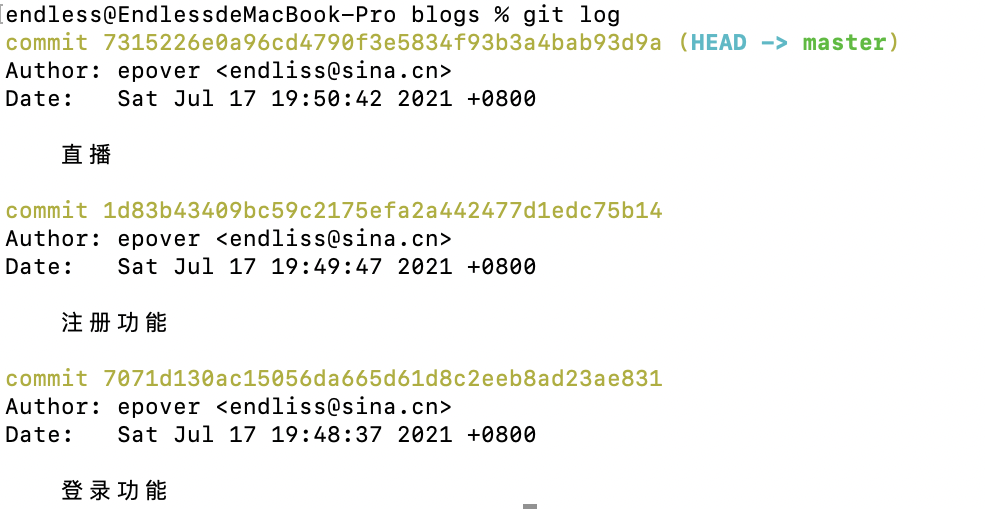 endless@EndlessdeMacBook-Pro blogs % git log
commit 7315226e0a96cd4790f3e5834f93b3a4bab93d9a (HEAD -> master)
Author: epover <endliss@sina.cn>
Date:   Sat Jul 17 19:50:42 2021 +0800
直播
commit 1d83b43409bc59c2175efa2a442477d1edc75b14
Author: epover <endliss@sina.cn>
Date:   Sat Jul 17 19:49:47 2021 +0800
注册功能
commit 7071d130ac15056da665d61d8c2eeb8ad23ae831
Author: epover <endliss@sina.cn>
Date:   Sat Jul 17 19:48:37 2021 +0800
登录功能